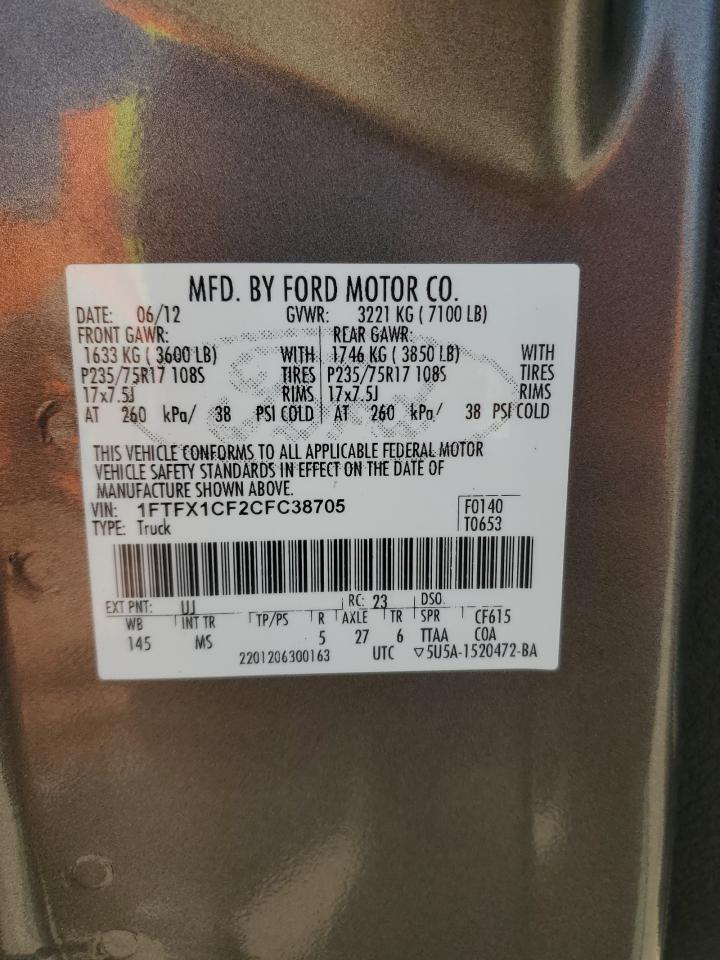 MFD. BY FORD MOTOR CO.
DATE: 06/12 GVWR: 3221 KG ( 7100 LB)
FRONT GAWR: REAR GAWR:
1633 KG ( 3600 LB) WITH 1746 KG ( 3850 LB) WITH
P235/75R17 108S TIRES P235/75R17 108S TIRES
17x7.5J RIMS 17x7.5J RIMS
AT 260 kPa/ 38 PSI COLD AT 260 kPa/ 38 PSI COLD
THIS VEHICLE CONFORMS TO ALL APPLICABLE FEDERAL MOTOR
VEHICLE SAFETY STANDARDS IN EFFECT ON THE DATE OF
MANUFACTURE SHOWN ABOVE.
VIN: 1FTFX1CF2CFC38705 F0140
TYPE: Truck T0653
EXT PNT: UJ RC: 23 DSO:
WB INT TR TP/PS R AXLE TR SPR CF615
145 MS 5 27 6 TTAA COA
2201206300163 UTC ▽5U5A-1520472-BA